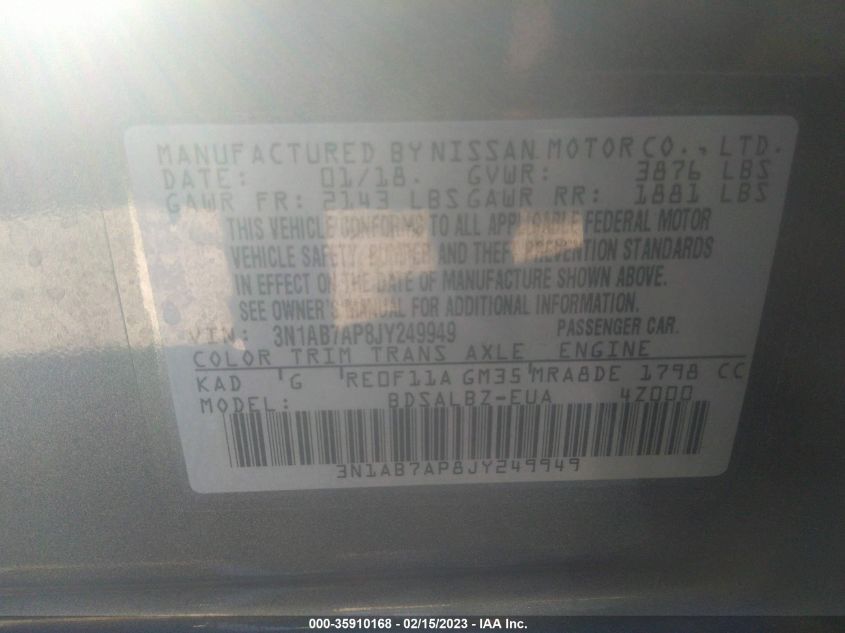 MANUFACTURED BY NISSAN MOTOR CO., LTD.
DATE: 01/18. GVWR: 3876 LBS
GAWR FR: 2143 LBS GAWR RR: 1881 LBS
THIS VEHICLE CONFORMS TO ALL APPLICABLE FEDERAL MOTOR
VEHICLE SAFETY, BUMPER AND THEFT PREVENTION STANDARDS
IN EFFECT ON THE DATE OF MANUFACTURE SHOWN ABOVE.
SEE OWNER'S MANUAL FOR ADDITIONAL INFORMATION.
VIN: 3N1AB7AP8JY249949 PASSENGER CAR.
COLOR TRIM TRANS AXLE ENGINE
KAD G RE0F11A GM35 MRA8DE 1798 CC
MODEL: BDSALBZ-EUA 4Z000
3N1AB7AP8JY249949
000-35910168 - 02/15/2023 - IAA Inc.